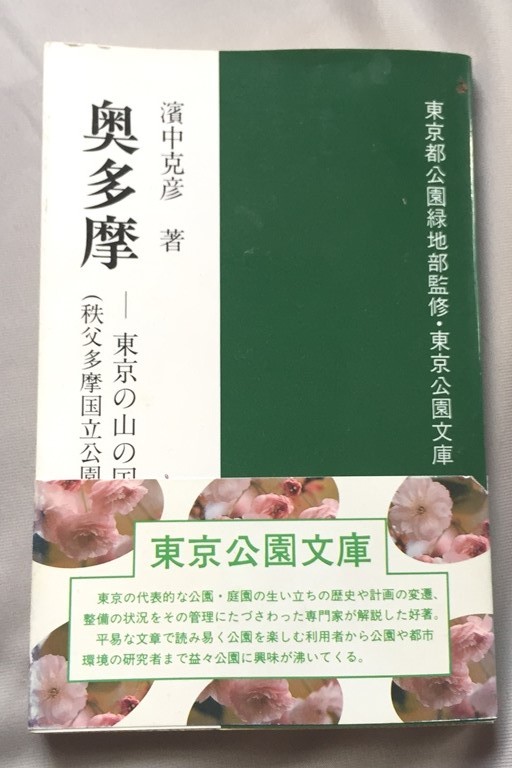 東京都公園緑地部監修・東京公園文庫
濱中克彦 著
奥多摩
― 東京の山の
(秩父多摩国立公園
東京公園文庫
東京の代表的な公園・庭園の生い立ちの歴史や計画の変遷、
整備の状況をその管理にたづさわった専門家が解説した好著。
平易な文章で読み易く公園を楽しむ利用者から公園や都市
環境の研究者まで益々公園に興味が沸いてくる。